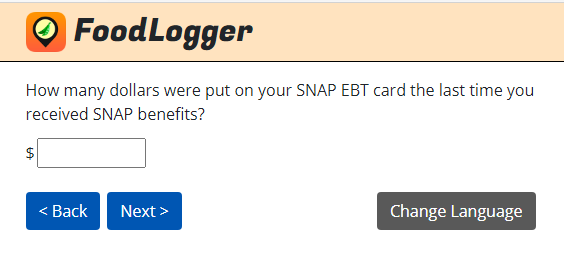 FoodLogger
How many dollars were put on your SNAP EBT card the last time you
received SNAP benefits?
$
< Back Next > Change Language